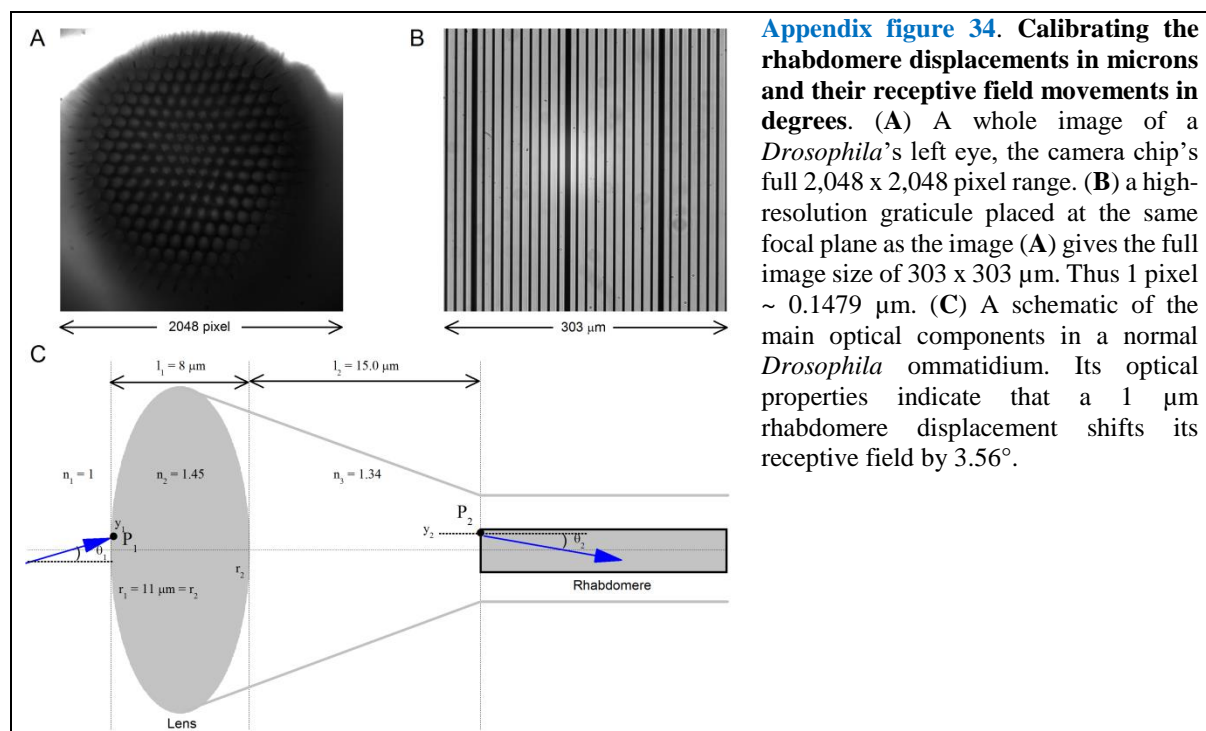 A
B
2048 pixel
303 µm
Appendix figure 34. Calibrating the
rhabdomere displacements in microns
and their receptive field movements in
degrees. (A) A whole image of a
Drosophila's left eye, the camera chip's
full 2,048 x 2,048 pixel range. (B) a high-
resolution graticule placed at the same
focal plane as the image (A) gives the full
image size of 303 x 303 µm. Thus 1 pixel
~ 0.1479 µm. (C) A schematic of the
main optical components in a normal
Drosophila ommatidium. Its optical
properties indicate that a 1 µm
rhabdomere displacement shifts its
receptive field by 3.56°.
C
l₁ = 8 µm
l₂ = 15.0 µm
n₁ = 1
n₂ = 1.45
n₃ = 1.34
y₁
P₁
θ₁
r₁ = 11 µm = r₂
r₂
P₂
y₂
θ₂
Rhabdomere
Lens